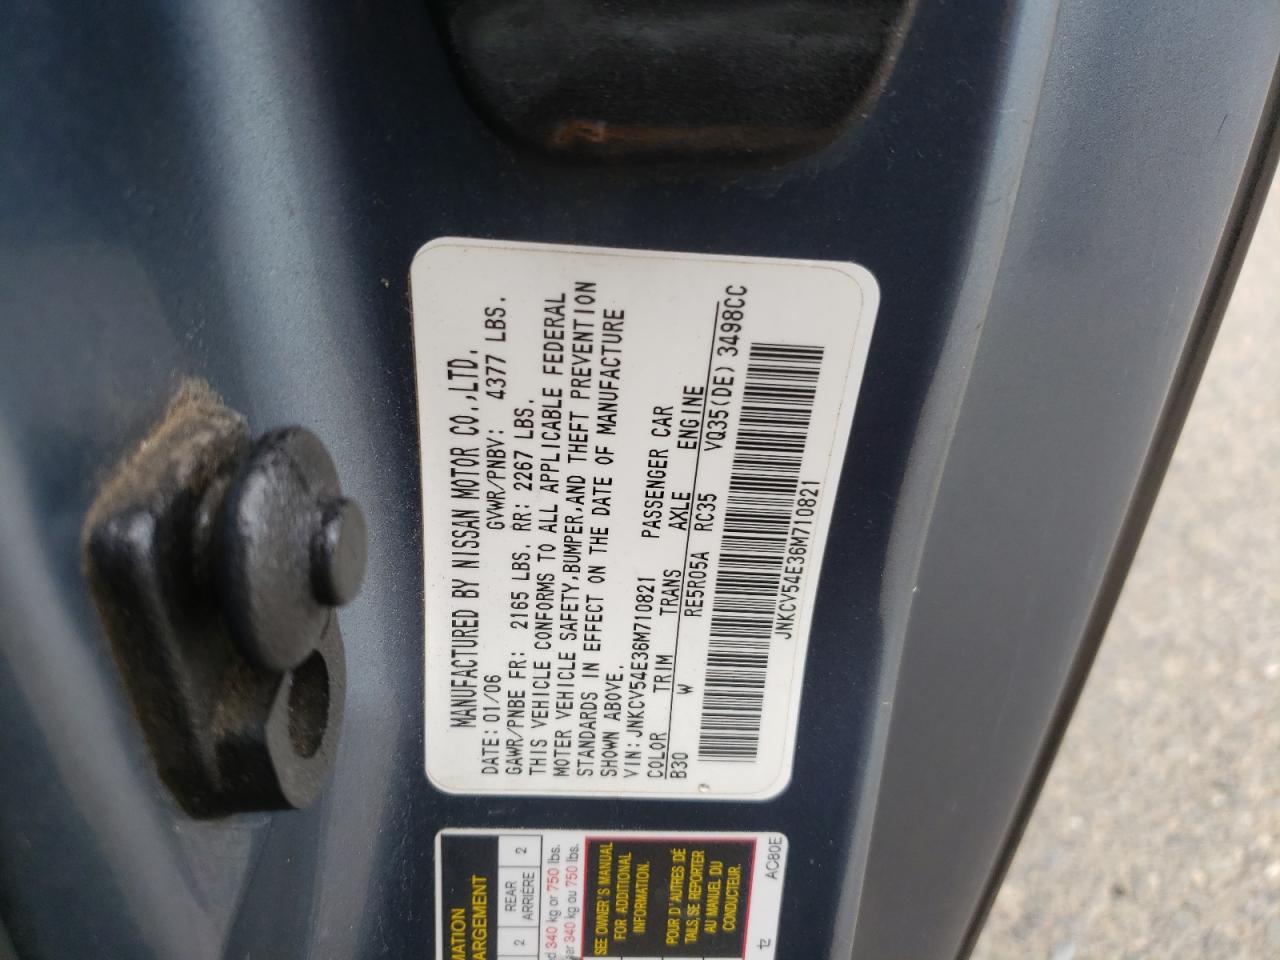 MANUFACTURED BY NISSAN MOTOR CO.,LTD.
DATE: 01/06 GVWR/PNBV: 4377 LBS.
GAWR/PNBE FR: 2165 LBS. RR: 2267 LBS.
THIS VEHICLE CONFORMS TO ALL APPLICABLE FEDERAL
MOTER VEHICLE SAFETY,BUMPER,AND THEFT PREVENTION
STANDARDS IN EFFECT ON THE DATE OF MANUFACTURE
SHOWN ABOVE.
VIN: JNKCV54E36M710821 PASSENGER CAR
COLOR TRIM TRANS AXLE ENGINE
B30 W RE5R05A RC35 VQ35(DE) 3498CC
JNKCV54E36M710821
MATION
ARGEMENT
2 REAR 2
ARRIÈRE
340 kg or 750 lbs.
340 kg ou 750 lbs.
SEE OWNER'S MANUAL
FOR ADDITIONAL
INFORMATION.
POUR D'AUTRES DÉ
TAILS, SE REPORTER
AU MANUEL DU
CONDUCTEUR.
AC80E